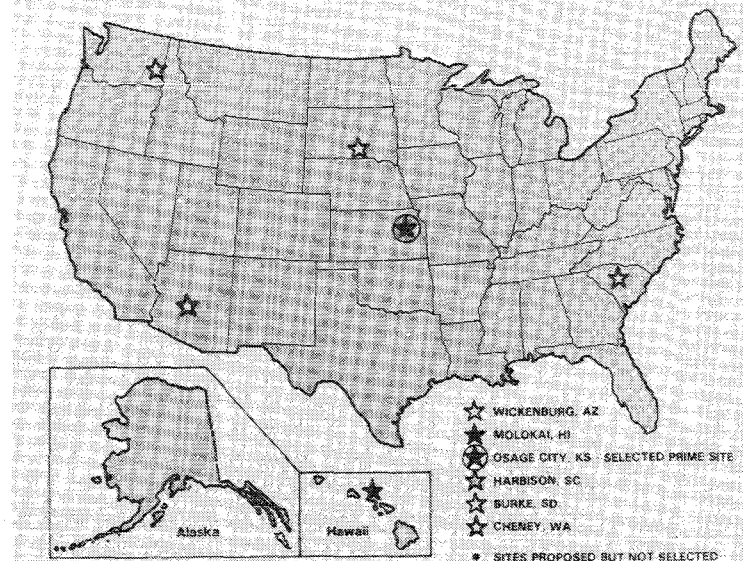 WICKENBURG, AZ
MOLOKAI, HI
OSAGE CITY, KS - SELECTED PRIME SITE
HARBISON, SC
BURKE, SD
CHENEY, WA
* SITES PROPOSED BUT NOT SELECTED
Alaska
Hawaii